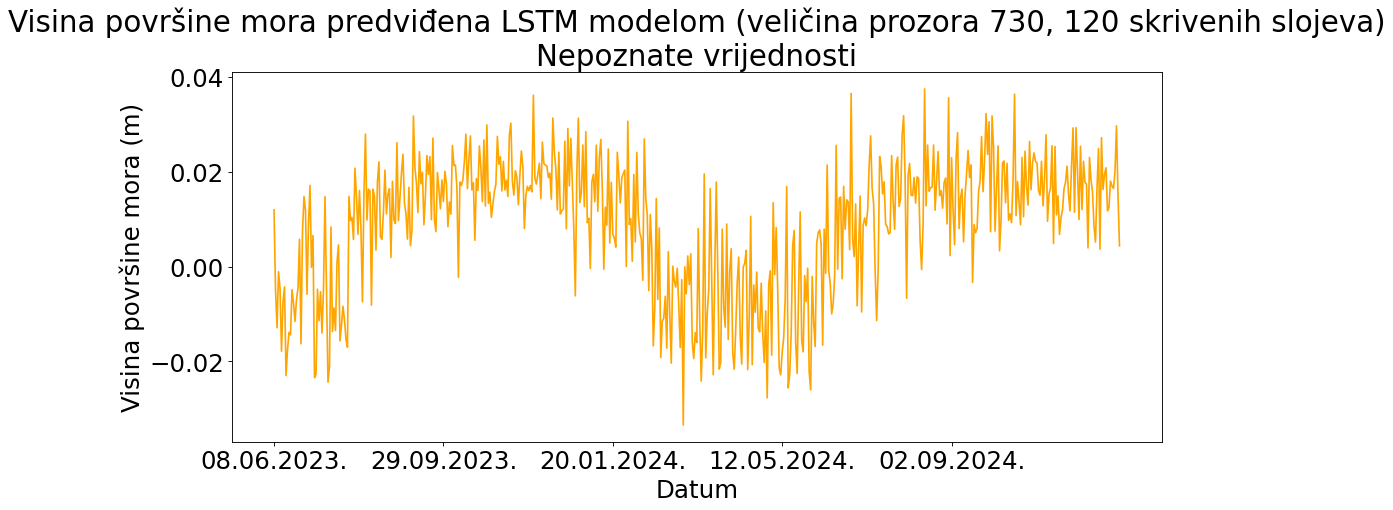 Visina površine mora predviđena LSTM modelom (veličina prozora 730, 120 skrivenih slojeva)
Nepoznate vrijednosti
Visina površine mora (m)
0.04
0.02
0.00
−0.02
08.06.2023. 29.09.2023. 20.01.2024. 12.05.2024. 02.09.2024.
Datum